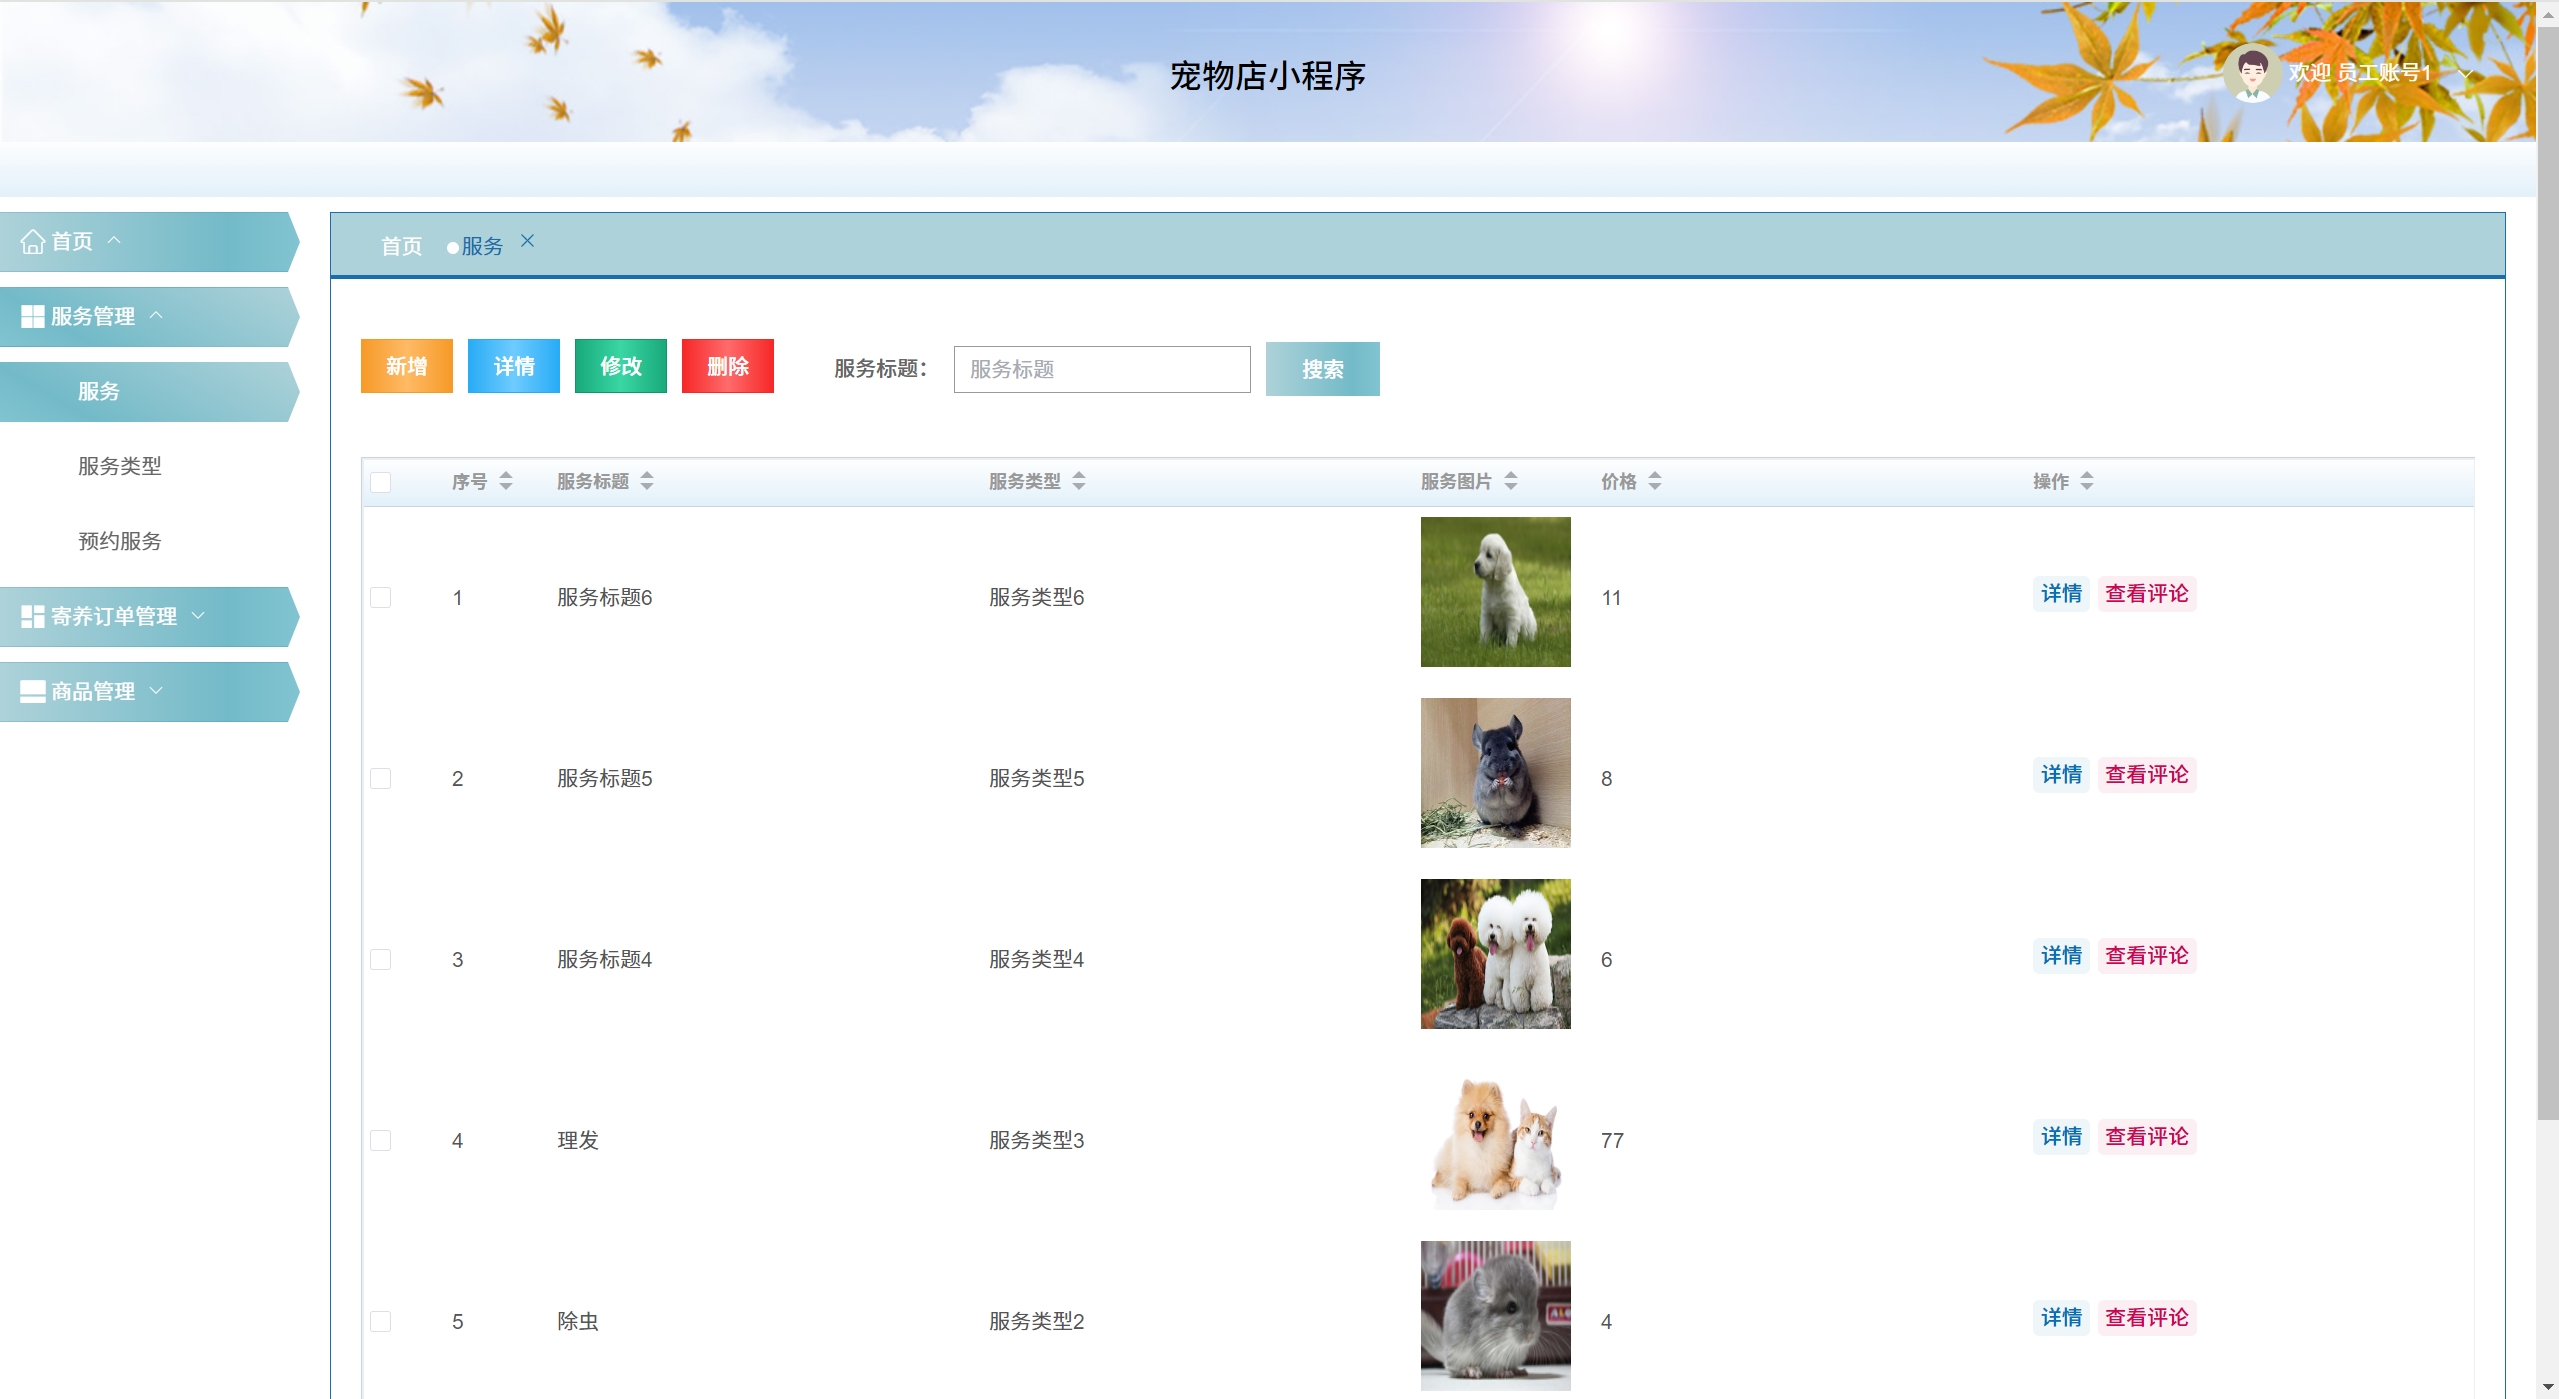 宠物店小程序
欢迎 员工账号1
首页
服务管理
服务
服务类型
预约服务
寄养订单管理
商品管理
首页 服务
新增 详情 修改 删除 服务标题： 服务标题 搜索
序号 服务标题 服务类型 服务图片 价格 操作
1 服务标题6 服务类型6 11 详情 查看评论
2 服务标题5 服务类型5 8 详情 查看评论
3 服务标题4 服务类型4 6 详情 查看评论
4 理发 服务类型3 77 详情 查看评论
5 除虫 服务类型2 4 详情 查看评论